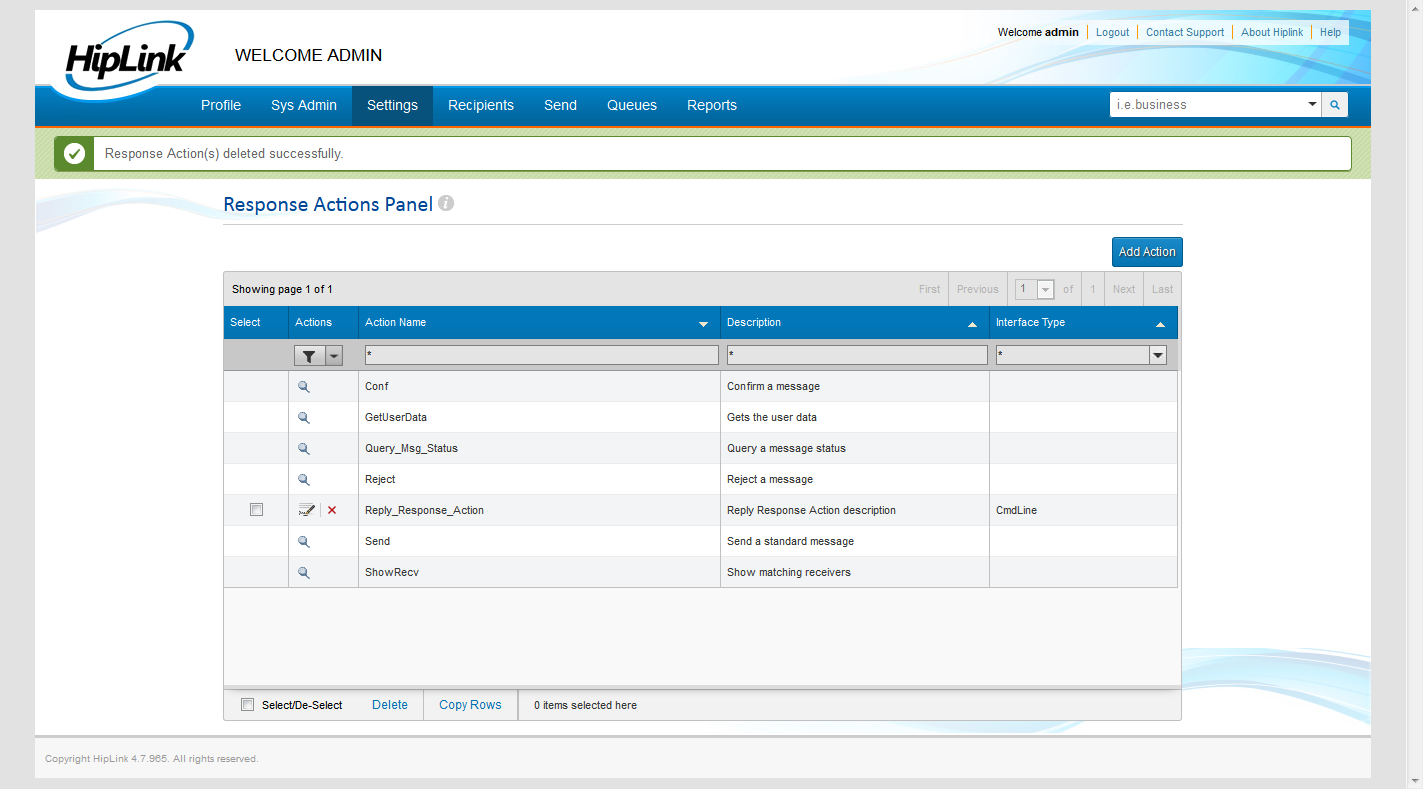 HipLink
WELCOME ADMIN
Welcome admin Logout Contact Support About Hiplink Help
Profile Sys Admin Settings Recipients Send Queues Reports i.e.business
Response Action(s) deleted successfully.
Response Actions Panel i
Add Action
Showing page 1 of 1 First Previous 1 of 1 Next Last
Select Actions Action Name Description Interface Type
* * *
Conf Confirm a message
GetUserData Gets the user data
Query_Msg_Status Query a message status
Reject Reject a message
Reply_Response_Action Reply Response Action description CmdLine
Send Send a standard message
ShowRecv Show matching receivers
Select/De-Select Delete Copy Rows 0 items selected here
Copyright HipLink 4.7.965. All rights reserved.